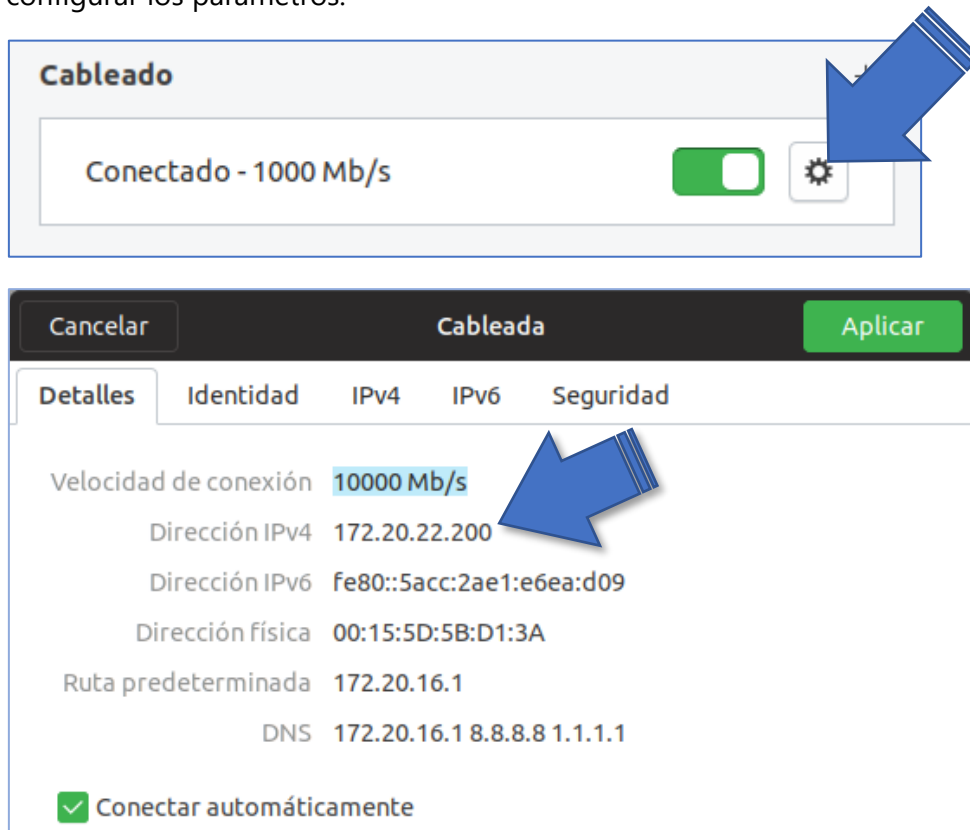 configurar los parámetros.
Cableado
Conectado - 1000 Mb/s
Cancelar Cableada Aplicar
Detalles Identidad IPv4 IPv6 Seguridad
Velocidad de conexión 10000 Mb/s
Dirección IPv4 172.20.22.200
Dirección IPv6 fe80::5acc:2ae1:e6ea:d09
Dirección física 00:15:5D:5B:D1:3A
Ruta predeterminada 172.20.16.1
DNS 172.20.16.1 8.8.8.8 1.1.1.1
Conectar automáticamente